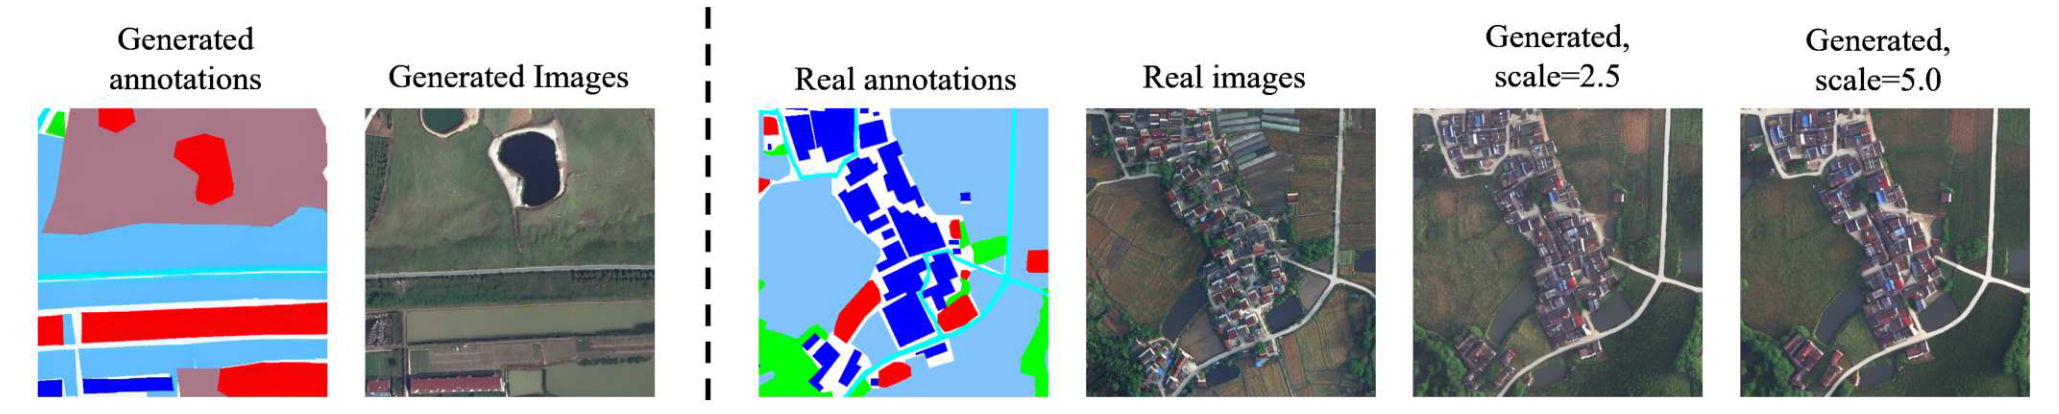 Generated
annotations
Generated Images
Real annotations
Real images
Generated,
scale=2.5
Generated,
scale=5.0